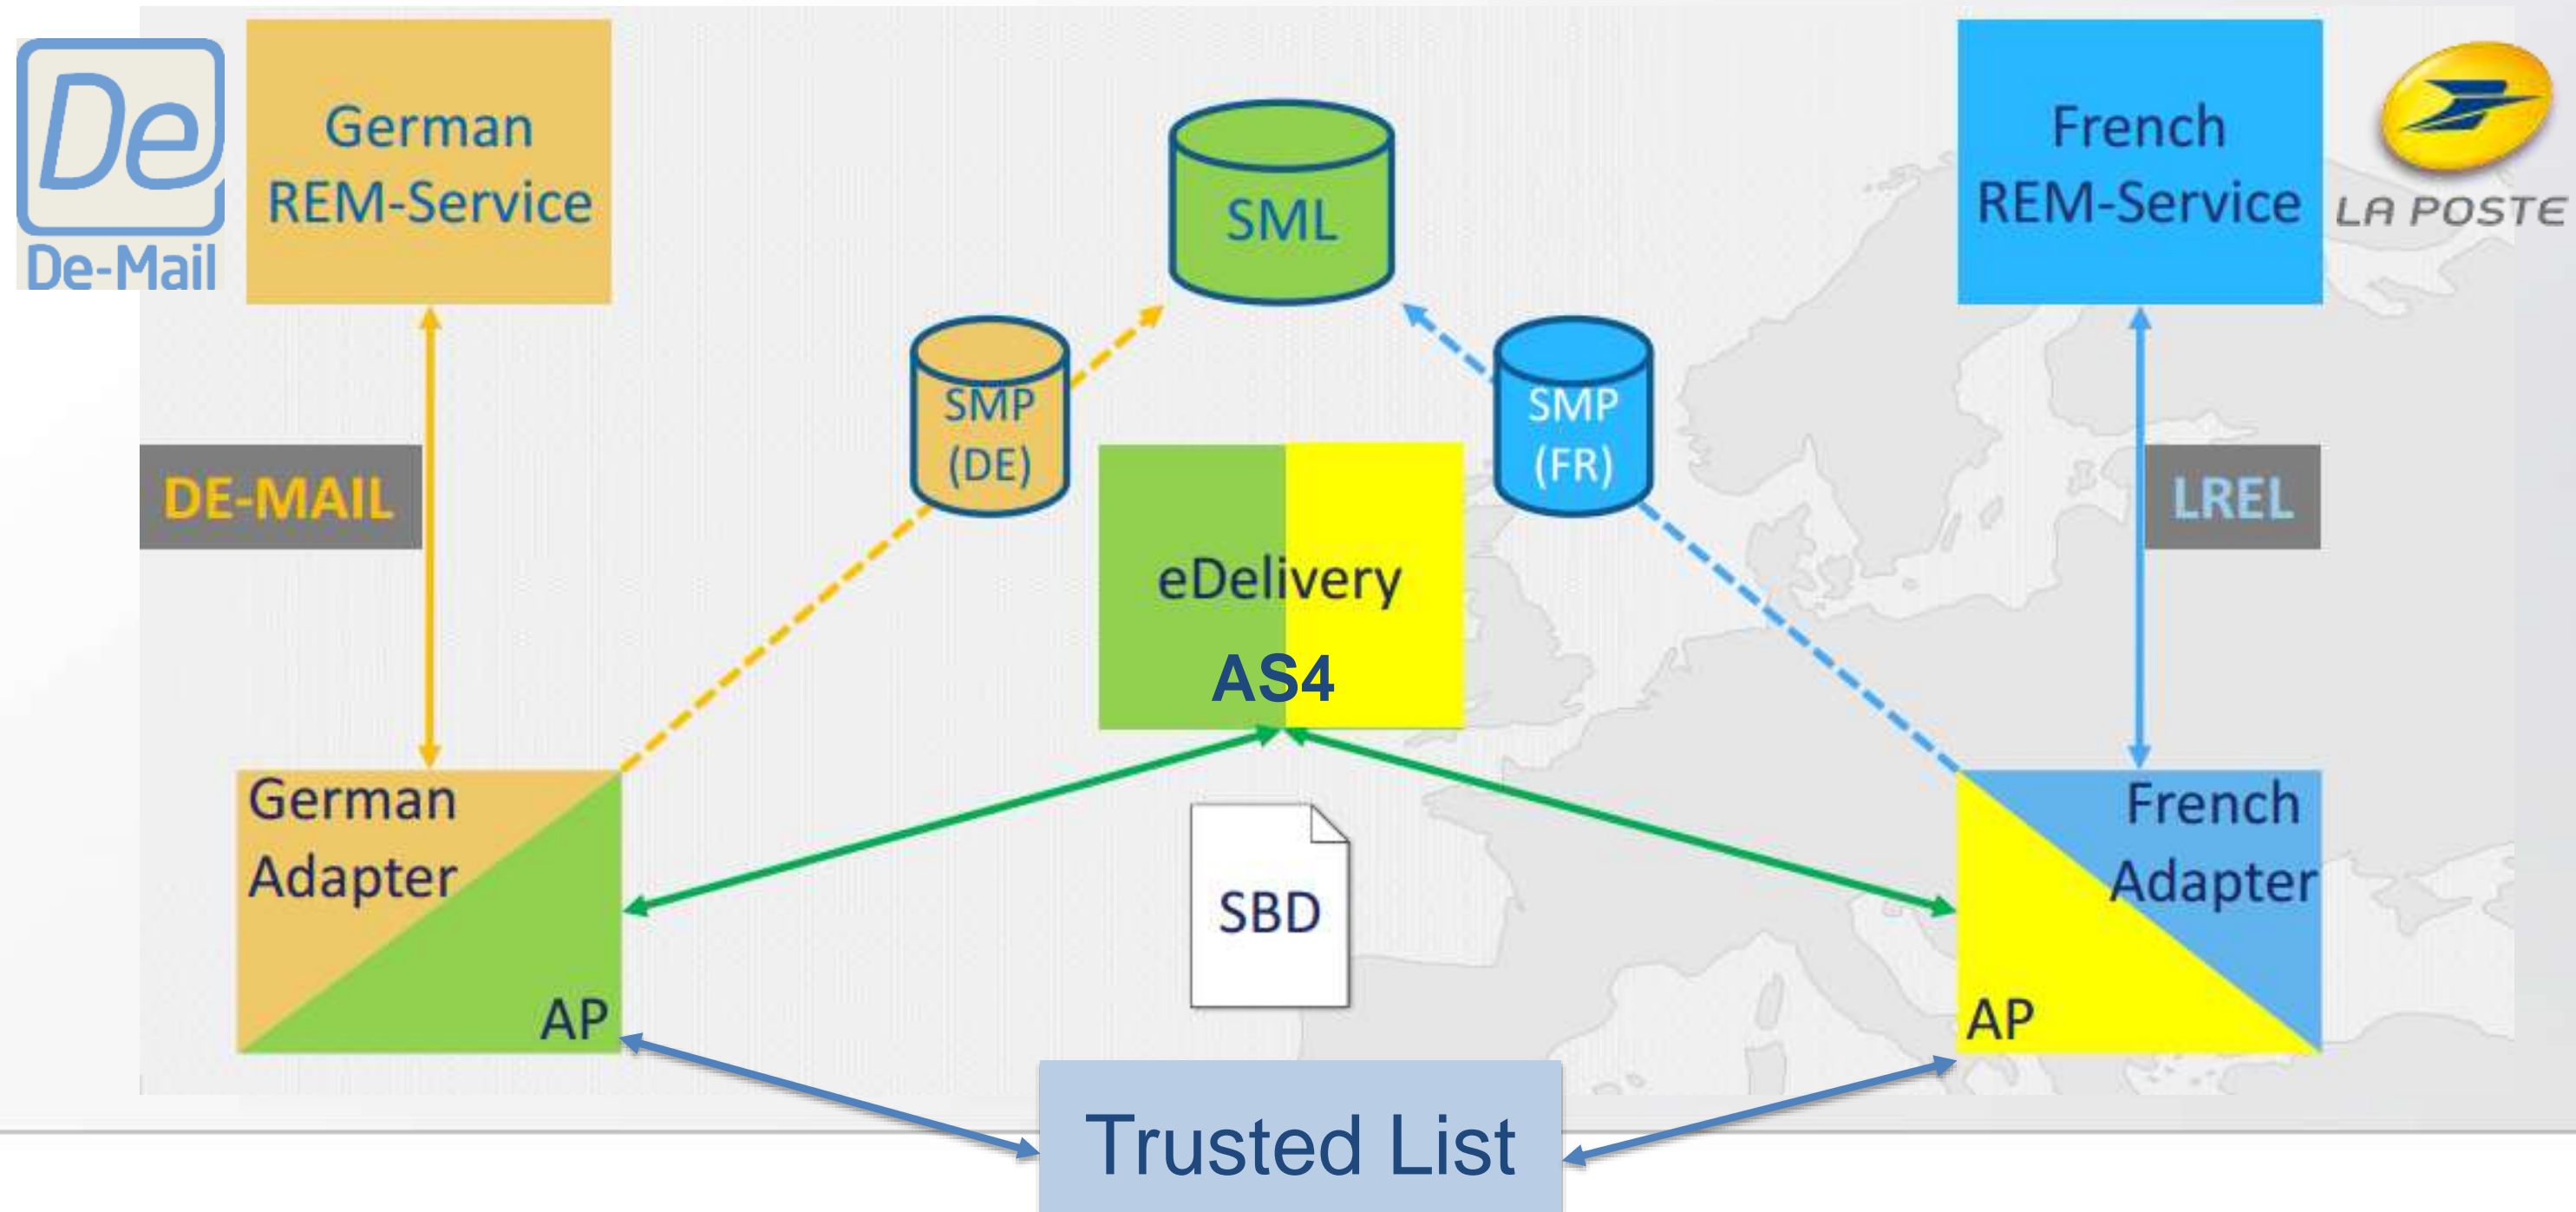 De
De-Mail
German
REM-Service
SML
French
REM-Service
LA POSTE
SMP
(DE)
SMP
(FR)
DE-MAIL
eDelivery
AS4
LREL
German
Adapter
AP
SBD
French
Adapter
AP
Trusted List